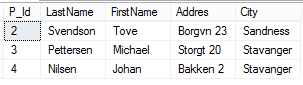 P_Id LastName FirstName Addres City
2 Svendson Tove Borgvn 23 Sandness
3 Pettersen Michael Storgt 20 Stavanger
4 Nilsen Johan Bakken 2 Stavanger